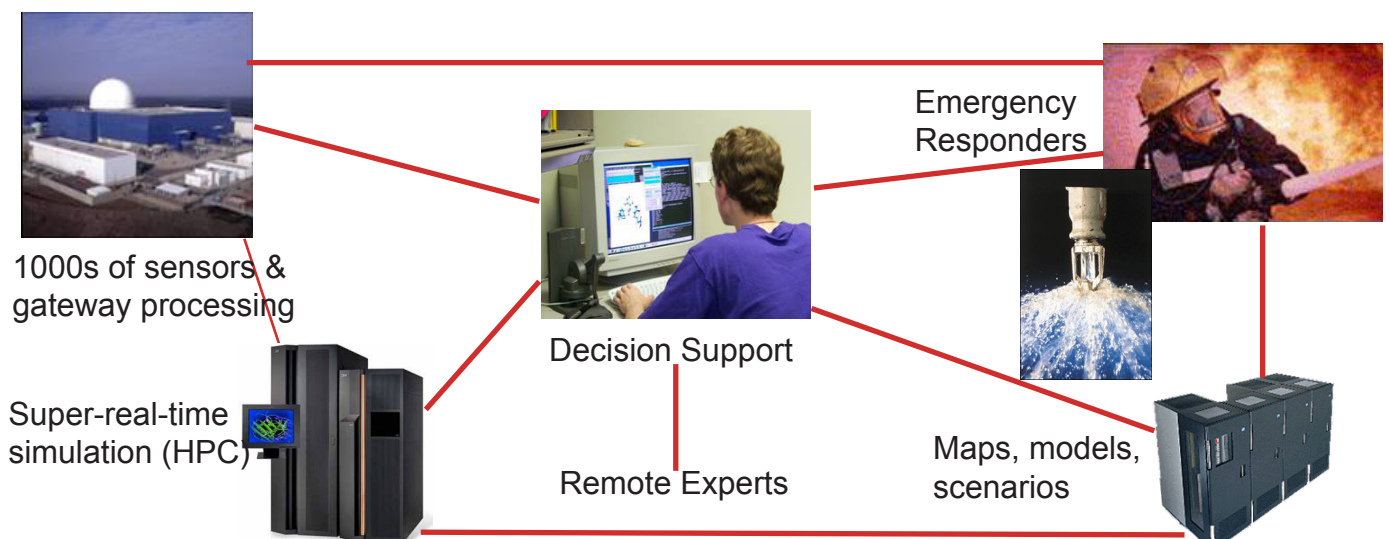 Emergency
Responders
1000s of sensors &
gateway processing
Decision Support
Super-real-time
simulation (HPC)
Remote Experts
Maps, models,
scenarios